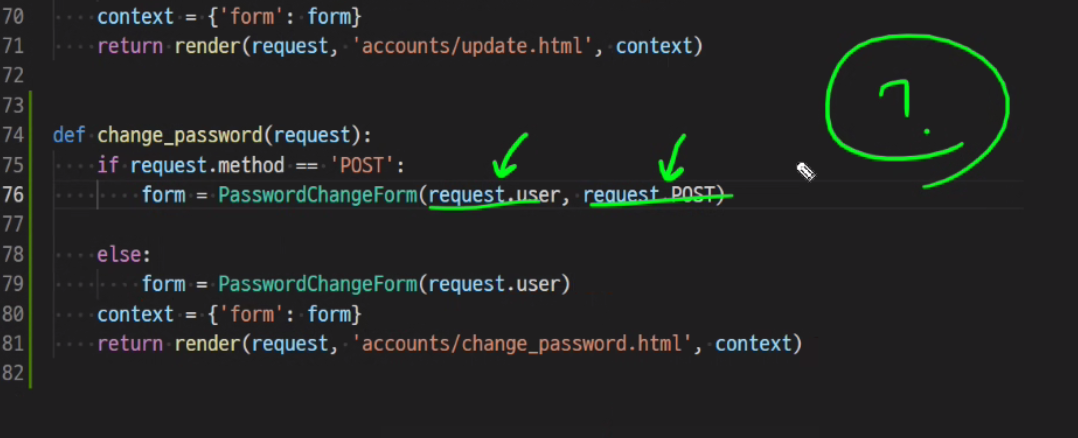 70 context = {'form': form}
71 return render(request, 'accounts/update.html', context)
72
73
74 def change_password(request):
75 if request.method == 'POST':
76 form = PasswordChangeForm(request.user, request.POST)
77
78 else:
79 form = PasswordChangeForm(request.user)
80 context = {'form': form}
81 return render(request, 'accounts/change_password.html', context)
82